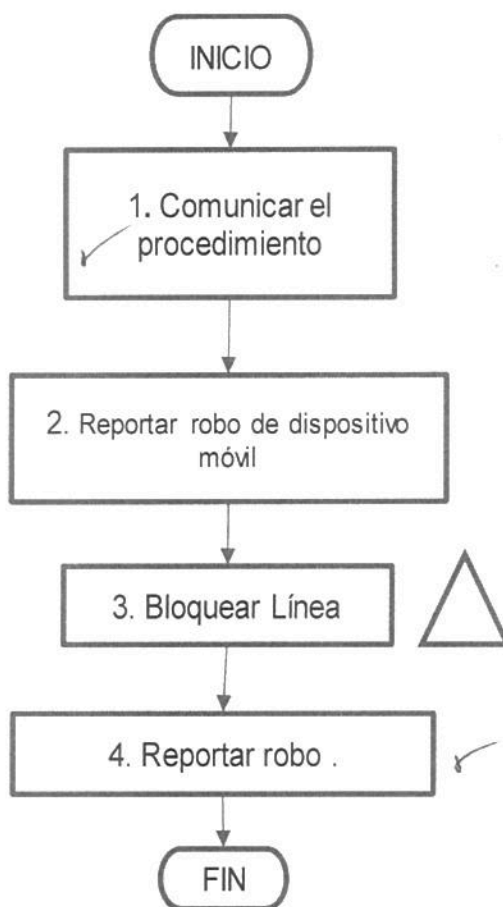 INICIO
1. Comunicar el
procedimiento
2. Reportar robo de dispositivo
móvil
3. Bloquear Línea
4. Reportar robo .
FIN